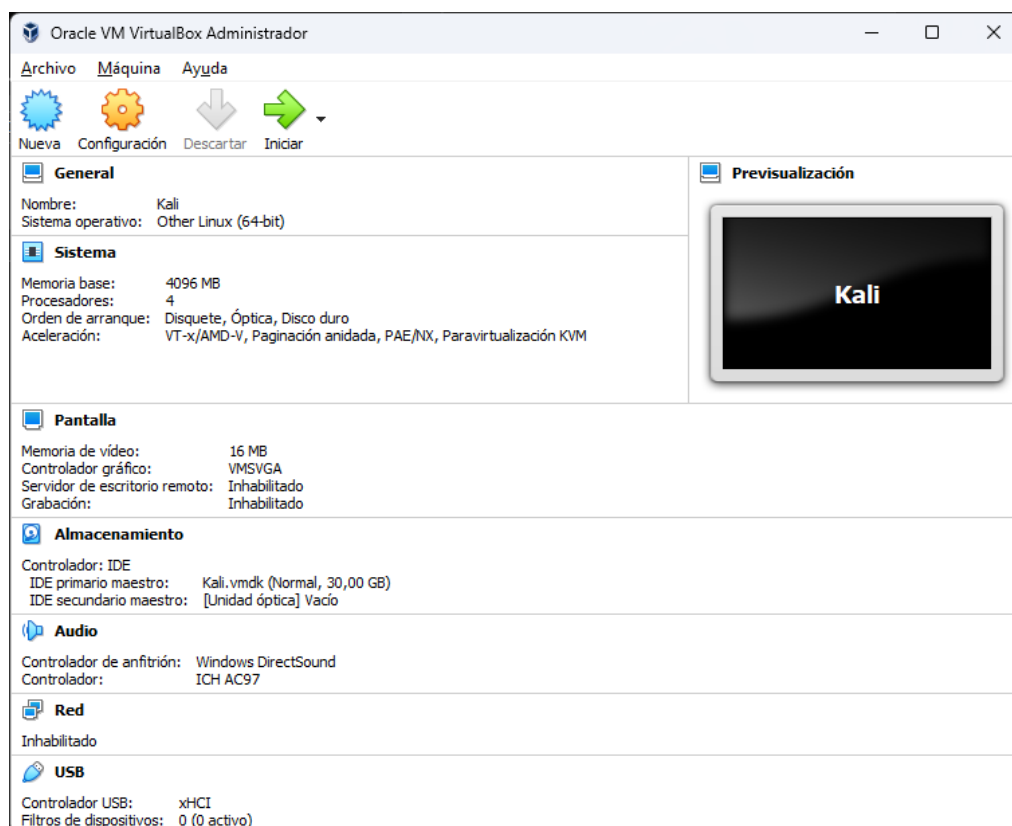 Oracle VM VirtualBox Administrador
Archivo Máquina Ayuda
Nueva Configuración Descartar Iniciar
General
Nombre: Kali
Sistema operativo: Other Linux (64-bit)
Previsualización
Kali
Sistema
Memoria base: 4096 MB
Procesadores: 4
Orden de arranque: Disquete, Óptica, Disco duro
Aceleración: VT-x/AMD-V, Paginación anidada, PAE/NX, Paravirtualización KVM
Pantalla
Memoria de vídeo: 16 MB
Controlador gráfico: VMSVGA
Servidor de escritorio remoto: Inhabilitado
Grabación: Inhabilitado
Almacenamiento
Controlador: IDE
IDE primario maestro: Kali.vmdk (Normal, 30,00 GB)
IDE secundario maestro: [Unidad óptica] Vacío
Audio
Controlador de anfitrión: Windows DirectSound
Controlador: ICH AC97
Red
Inhabilitado
USB
Controlador USB: xHCI
Filtros de dispositivos: 0 (0 activo)